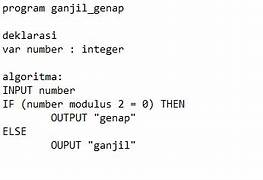 program ganjil_genap
deklarasi
var number : integer
algoritma:
INPUT number
IF (number modulus 2 = 0) THEN
OUTPUT "genap"
ELSE
OUPUT "ganjil"